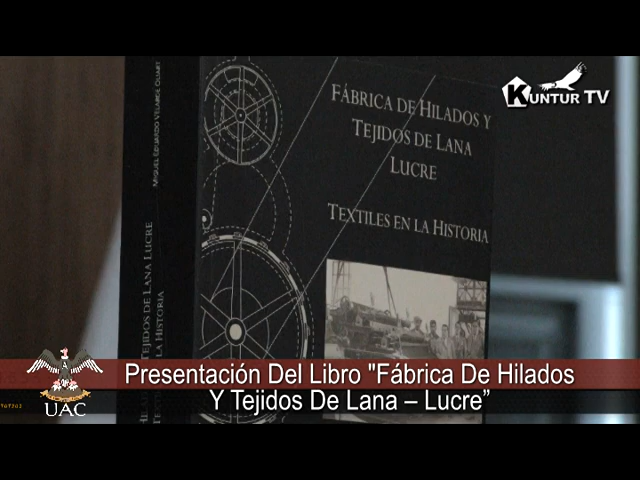 FÁBRICA DE HILADOS Y
TEJIDOS DE LANA
LUCRE
TEXTILES EN LA HISTORIA
TEJIDOS DE LANA LUCRE
LA HISTORIA
KUNTUR TV
Presentación Del Libro "Fábrica De Hilados
Y Tejidos De Lana – Lucre”
UAC